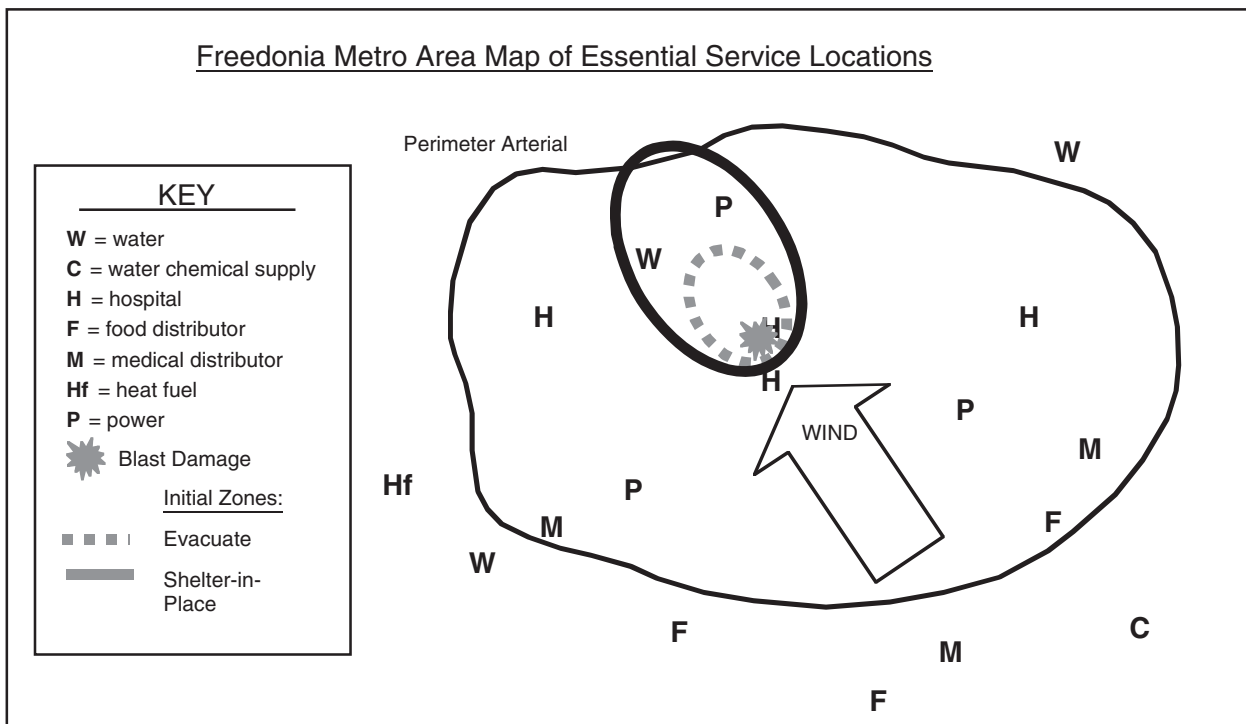 Freedonia Metro Area Map of Essential Service Locations
Perimeter Arterial
KEY
W = water
C = water chemical supply
H = hospital
F = food distributor
M = medical distributor
Hf = heat fuel
P = power
Blast Damage
Initial Zones:
Evacuate
Shelter-in-
Place
W
P
W
H
H
H
H
P
WIND
M
Hf
P
F
M
W
F
C
M
F